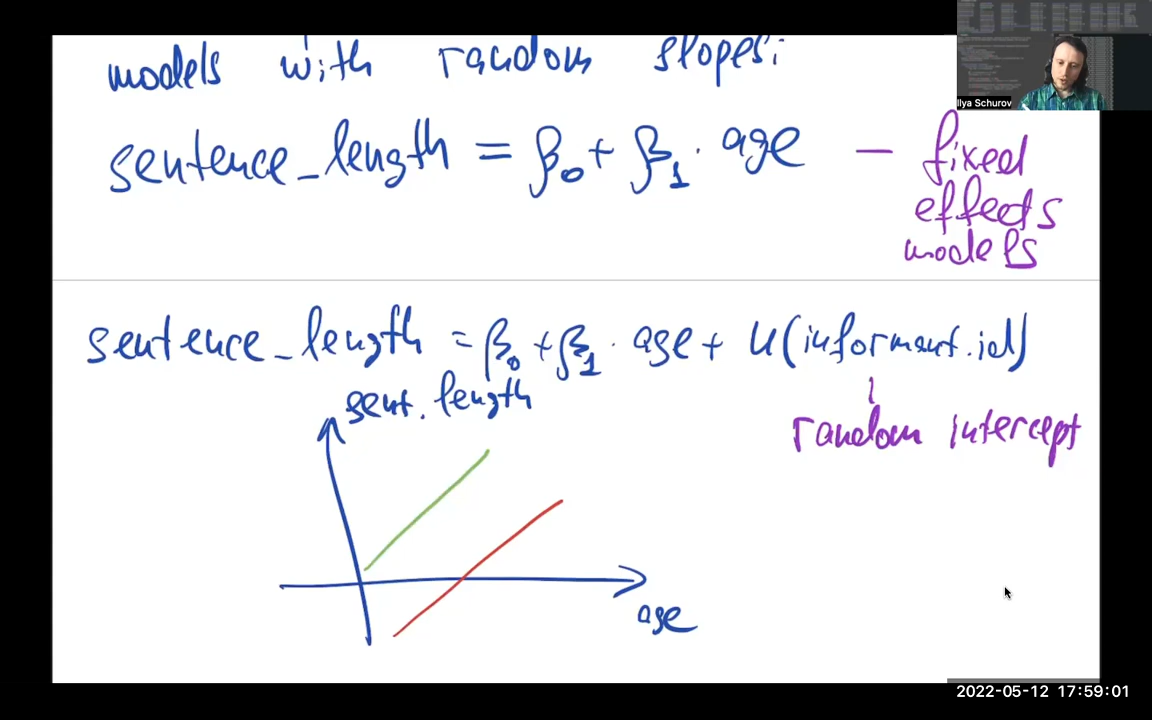 models with random slopes:
Ilya Schurov
sentence_length = β₀ + β₁ · age — fixed
effects
models
sentence_length = β₀ + β₁ · age + u(informant.id)
sent. length
random intercept
age
2022-05-12 17:59:01